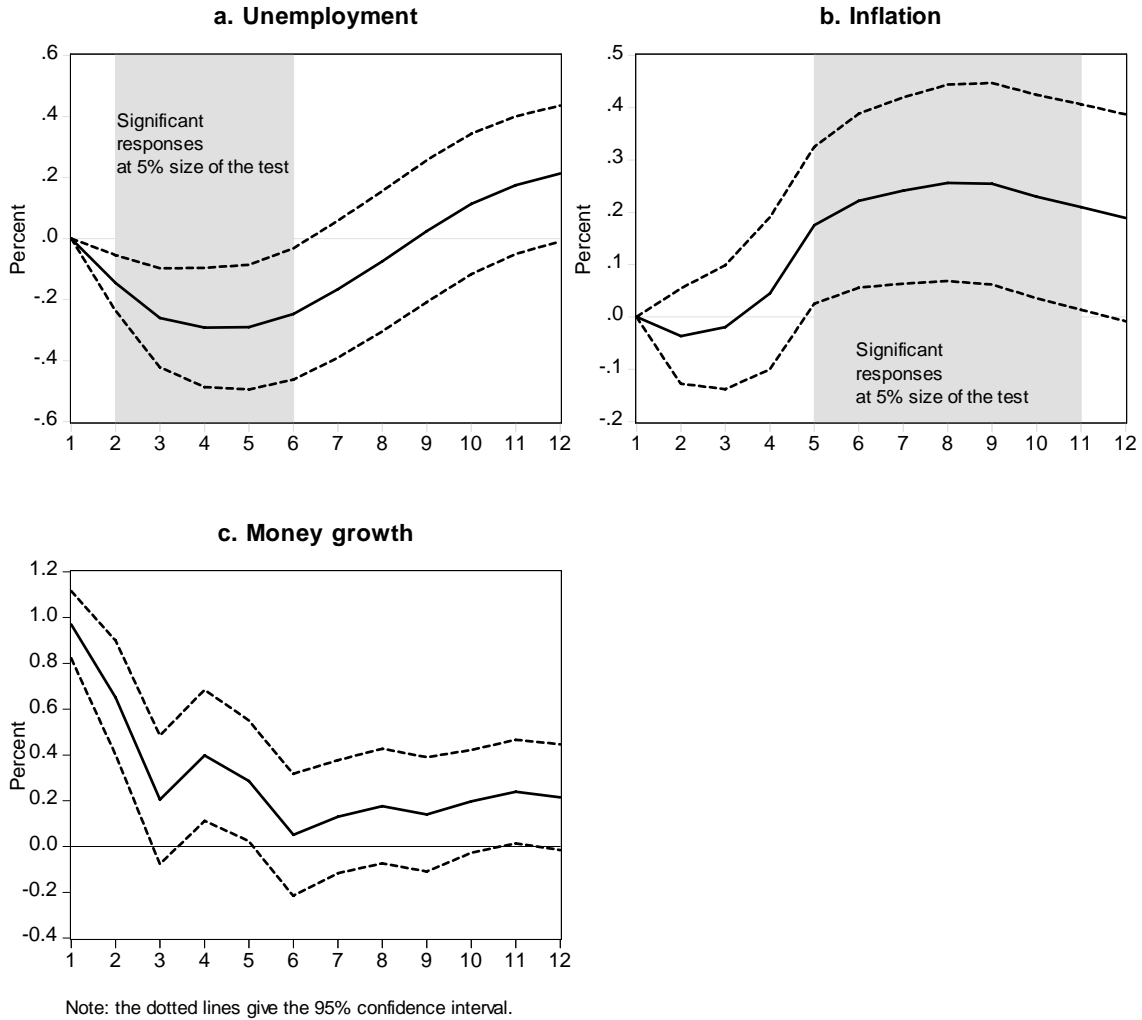 a. Unemployment
.6
.4
.2
.0
-.2
-.4
-.6
Percent
Significant
responses
at 5% size of the test
1 2 3 4 5 6 7 8 9 10 11 12
b. Inflation
.5
.4
.3
.2
.1
.0
-.1
-.2
Percent
Significant
responses
at 5% size of the test
1 2 3 4 5 6 7 8 9 10 11 12
c. Money growth
1.2
1.0
0.8
0.6
0.4
0.2
0.0
-0.2
-0.4
Percent
1 2 3 4 5 6 7 8 9 10 11 12
Note: the dotted lines give the 95% confidence interval.